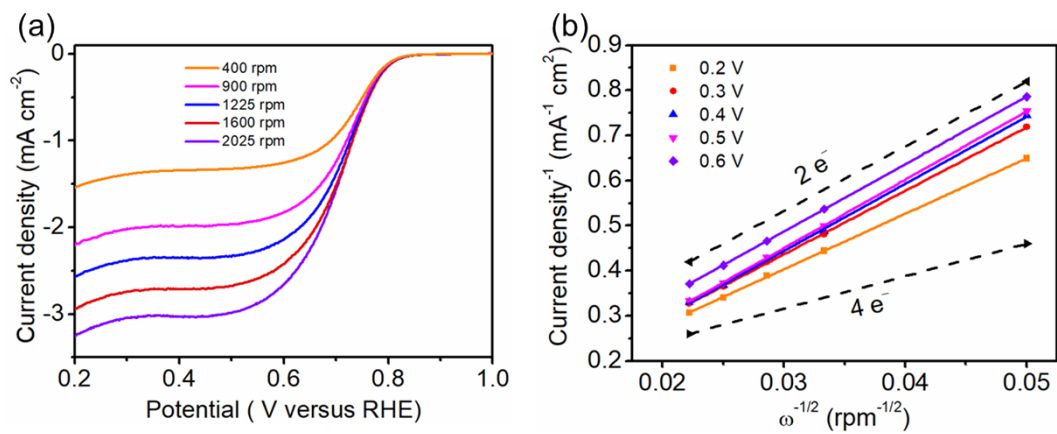 (a)
0
-1
-2
-3
Current density (mA cm⁻²)
400 rpm
900 rpm
1225 rpm
1600 rpm
2025 rpm
0.2 0.4 0.6 0.8 1.0
Potential ( V versus RHE)
(b)
0.9
0.8
0.7
0.6
0.5
0.4
0.3
0.2
Current density⁻¹ (mA⁻¹ cm²)
0.2 V
0.3 V
0.4 V
0.5 V
0.6 V
2 e⁻
4 e⁻
0.02 0.03 0.04 0.05
ω⁻¹/² (rpm⁻¹/²)